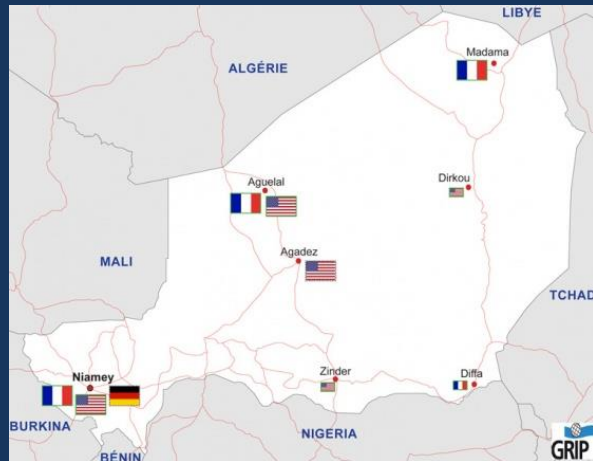 LIBYE
Madama
ALGÉRIE
Aguelal
Dirkou
Agadez
MALI
TCHAD
Niamey
Zinder
Diffa
BURKINA
NIGERIA
BÉNIN
GRIP